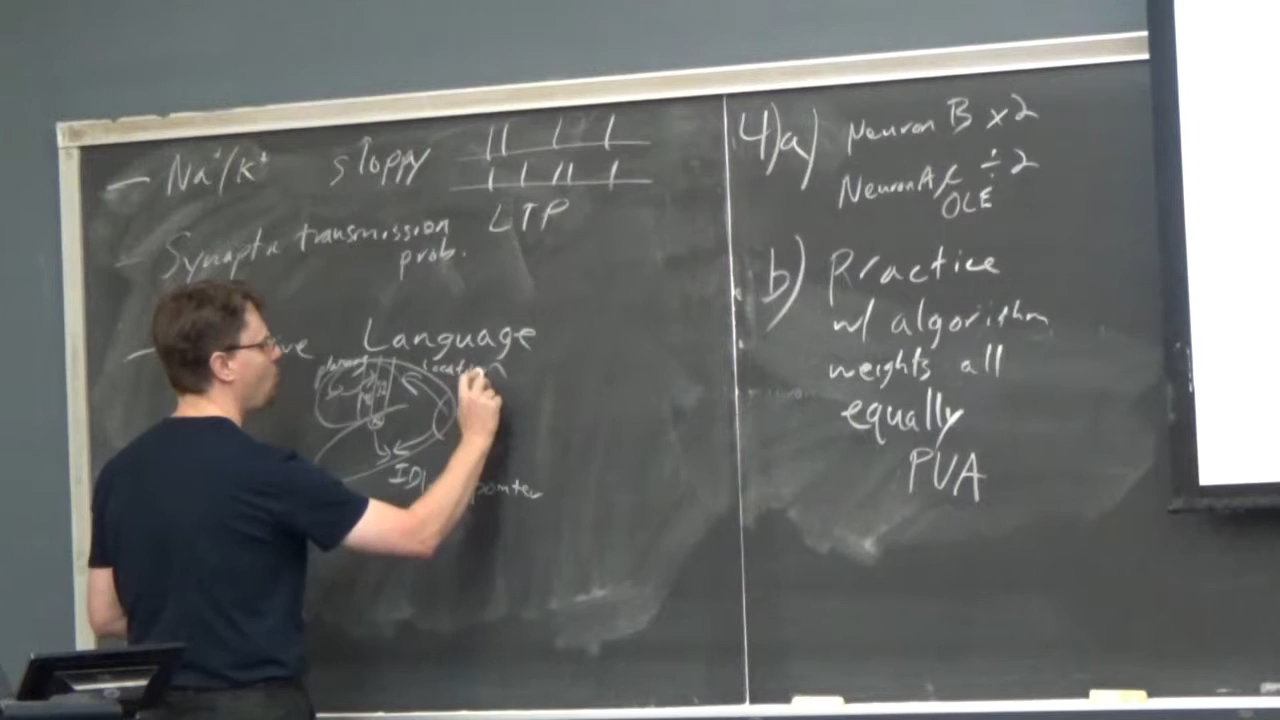 – Na⁺/K⁺ sloppy
LTP
– Synaptic transmission
prob.
Language
location
pointer
4)a) Neuron B x2
Neuron A ÷2
OLE
b) Practice
w/ algorithm
weights all
equally
PVA